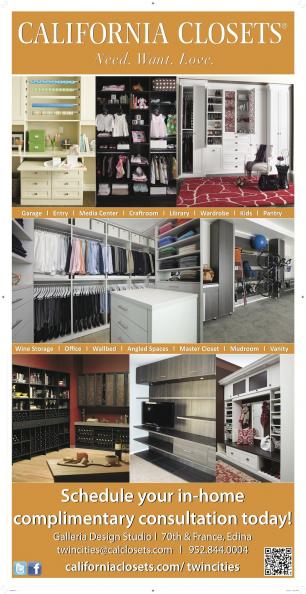 CALIFORNIA CLOSETS®
Need. Want. Love.
Garage | Entry | Media Center | Craftroom | Library | Wardrobe | Kids | Pantry
Wine Storage | Office | Wallbed | Angled Spaces | Master Closet | Mudroom | Vanity
Schedule your in-home
complimentary consultation today!
Galleria Design Studio | 70th & France, Edina
twincities@calclosets.com | 952.844.0004
californiaclosets.com/twincities